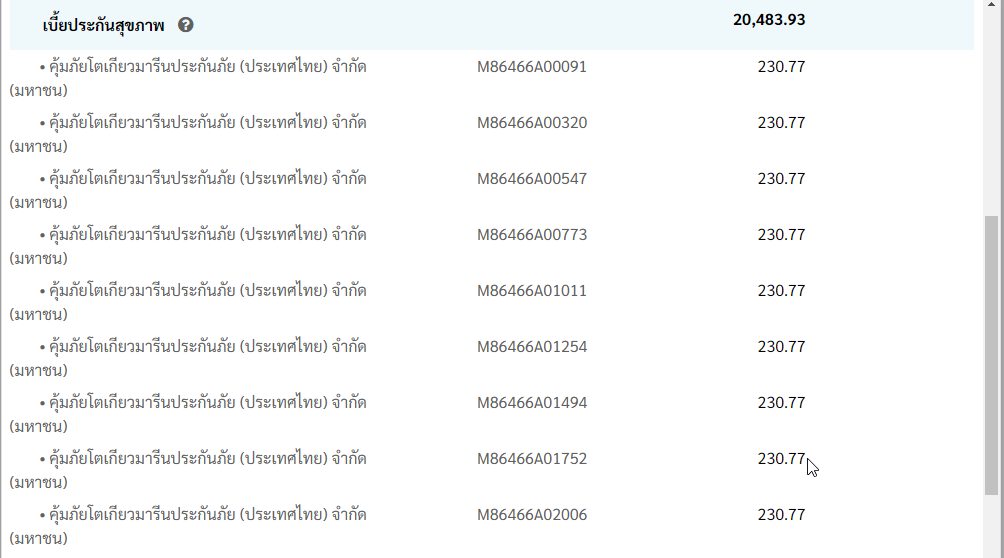 เบี้ยประกันสุขภาพ ? 20,483.93
• คุ้มภัยโตเกียวมารีนประกันภัย (ประเทศไทย) จำกัด M86466A00091 230.77
(มหาชน)
• คุ้มภัยโตเกียวมารีนประกันภัย (ประเทศไทย) จำกัด M86466A00320 230.77
(มหาชน)
• คุ้มภัยโตเกียวมารีนประกันภัย (ประเทศไทย) จำกัด M86466A00547 230.77
(มหาชน)
• คุ้มภัยโตเกียวมารีนประกันภัย (ประเทศไทย) จำกัด M86466A00773 230.77
(มหาชน)
• คุ้มภัยโตเกียวมารีนประกันภัย (ประเทศไทย) จำกัด M86466A01011 230.77
(มหาชน)
• คุ้มภัยโตเกียวมารีนประกันภัย (ประเทศไทย) จำกัด M86466A01254 230.77
(มหาชน)
• คุ้มภัยโตเกียวมารีนประกันภัย (ประเทศไทย) จำกัด M86466A01494 230.77
(มหาชน)
• คุ้มภัยโตเกียวมารีนประกันภัย (ประเทศไทย) จำกัด M86466A01752 230.77
(มหาชน)
• คุ้มภัยโตเกียวมารีนประกันภัย (ประเทศไทย) จำกัด M86466A02006 230.77
(มหาชน)